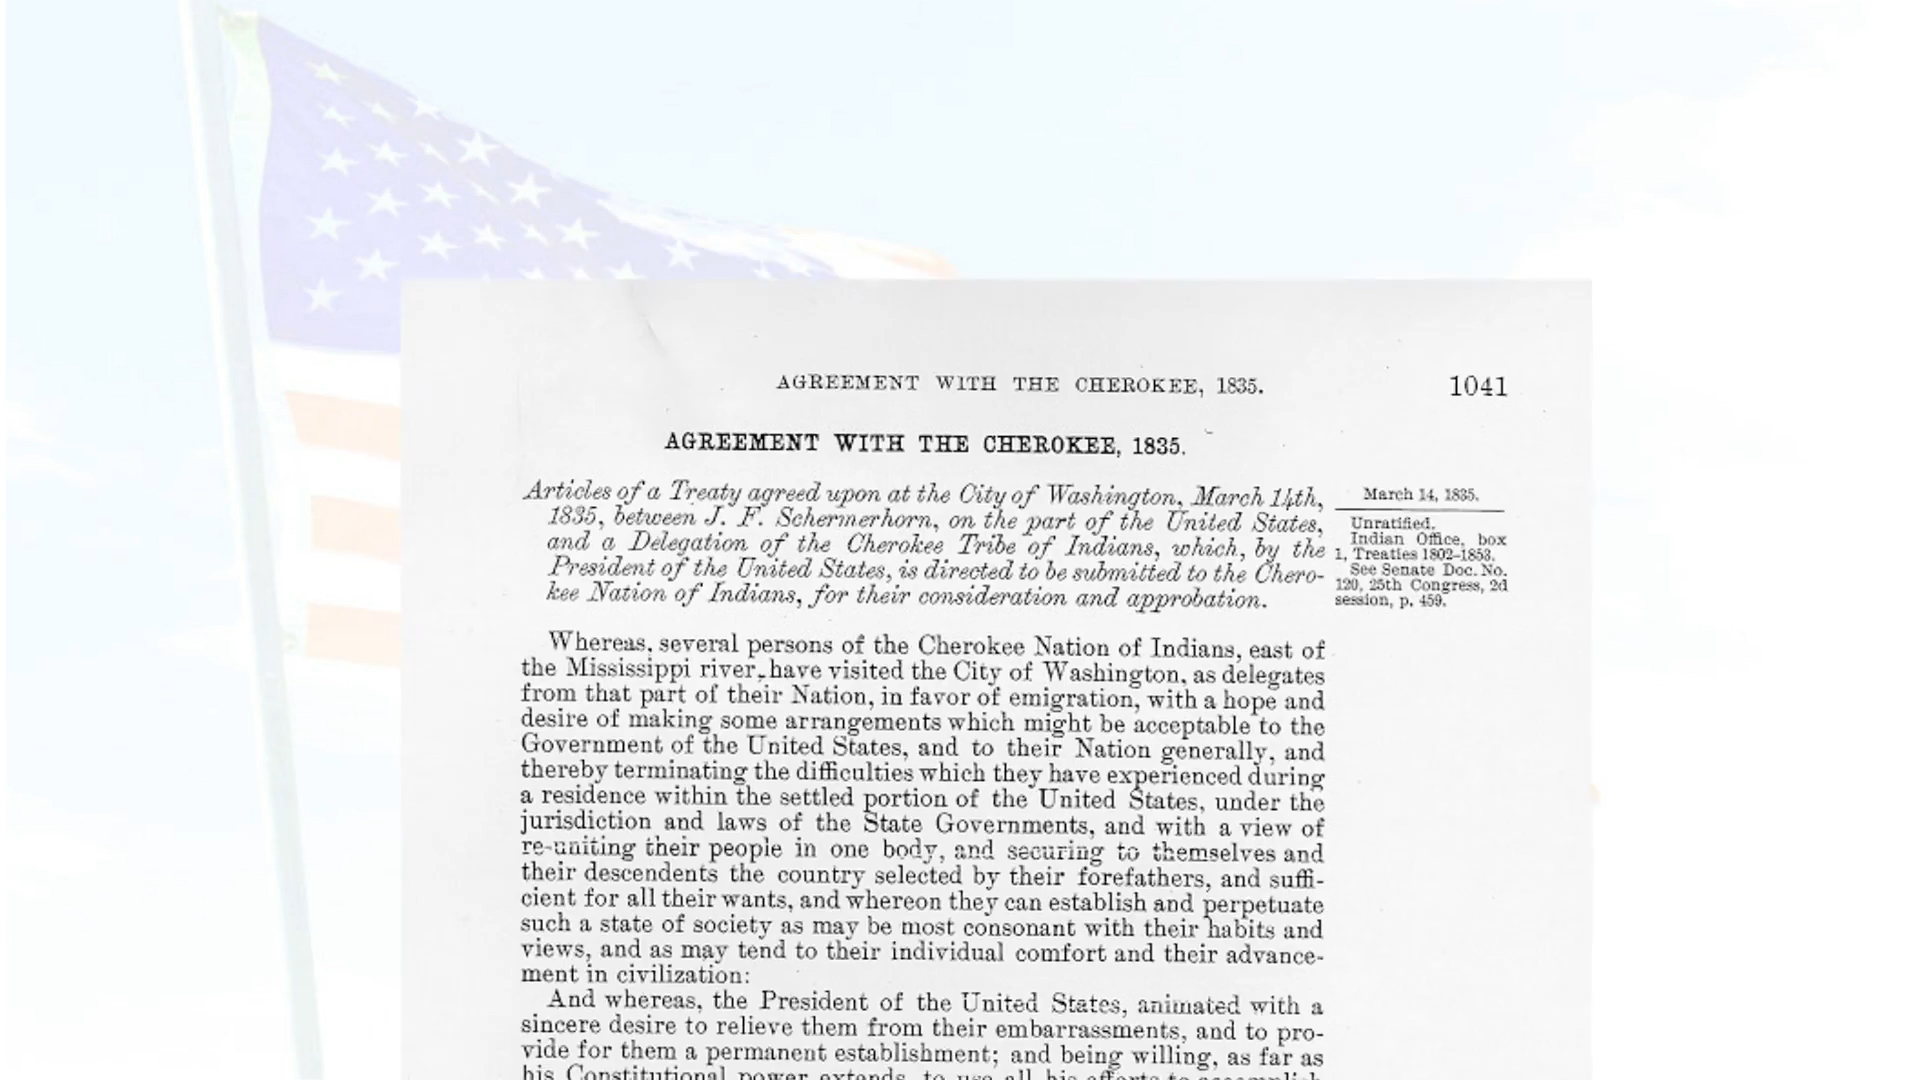 AGREEMENT WITH THE CHEROKEE, 1835.
1041
AGREEMENT WITH THE CHEROKEE, 1835.
Articles of a Treaty agreed upon at the City of Washington, March 14th,
1835, between J. F. Schermerhorn, on the part of the United States,
and a Delegation of the Cherokee Tribe of Indians, which, by the
President of the United States, is directed to be submitted to the Chero-
kee Nation of Indians, for their consideration and approbation.
March 14, 1835.
Unratified.
Indian Office, box
1, Treaties 1802–1853.
See Senate Doc. No.
120, 25th Congress, 2d
session, p. 459.
Whereas, several persons of the Cherokee Nation of Indians, east of
the Mississippi river, have visited the City of Washington, as delegates
from that part of their Nation, in favor of emigration, with a hope and
desire of making some arrangements which might be acceptable to the
Government of the United States, and to their Nation generally, and
thereby terminating the difficulties which they have experienced during
a residence within the settled portion of the United States, under the
jurisdiction and laws of the State Governments, and with a view of
re-uniting their people in one body, and securing to themselves and
their descendents the country selected by their forefathers, and suffi-
cient for all their wants, and whereon they can establish and perpetuate
such a state of society as may be most consonant with their habits and
views, and as may tend to their individual comfort and their advance-
ment in civilization:
And whereas, the President of the United States, animated with a
sincere desire to relieve them from their embarrassments, and to pro-
vide for them a permanent establishment; and being willing, as far as
his Constitutional power extends, to use all his efforts to accomplish